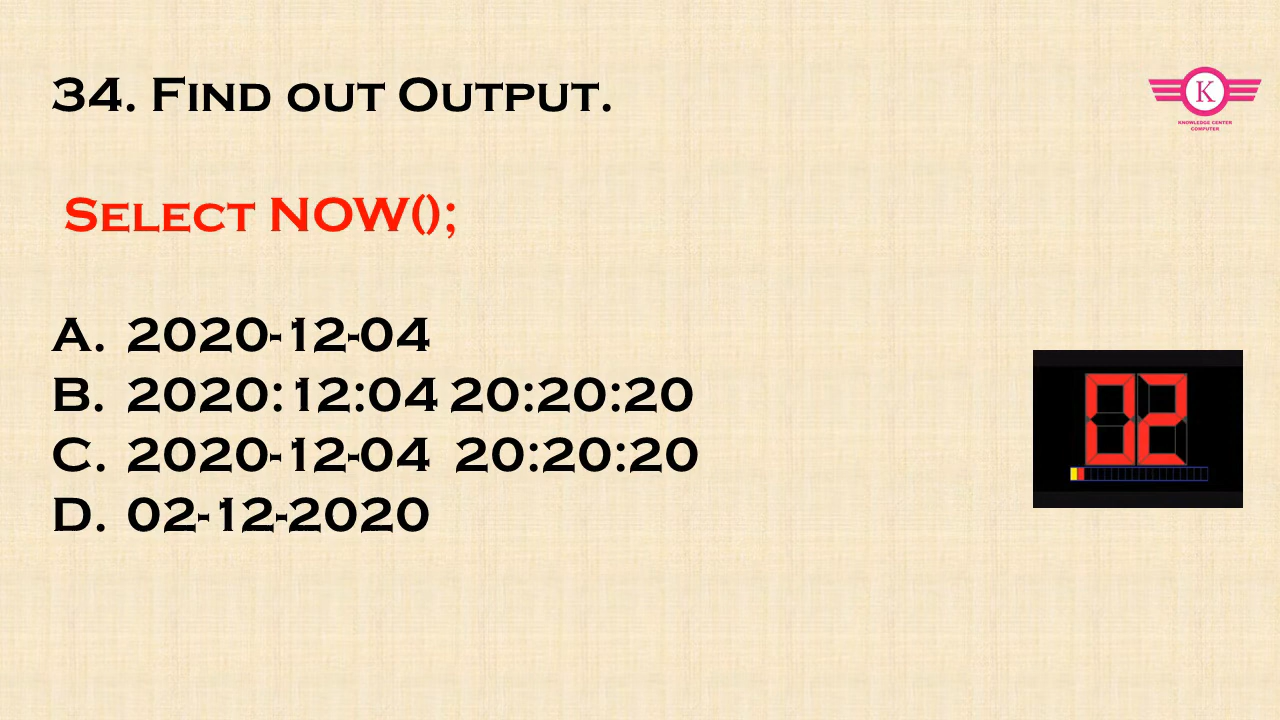 34. Find out Output.
Select NOW();
A. 2020-12-04
B. 2020:12:04 20:20:20
C. 2020-12-04 20:20:20
D. 02-12-2020
K
KNOWLEDGE CENTER
COMPUTER
02